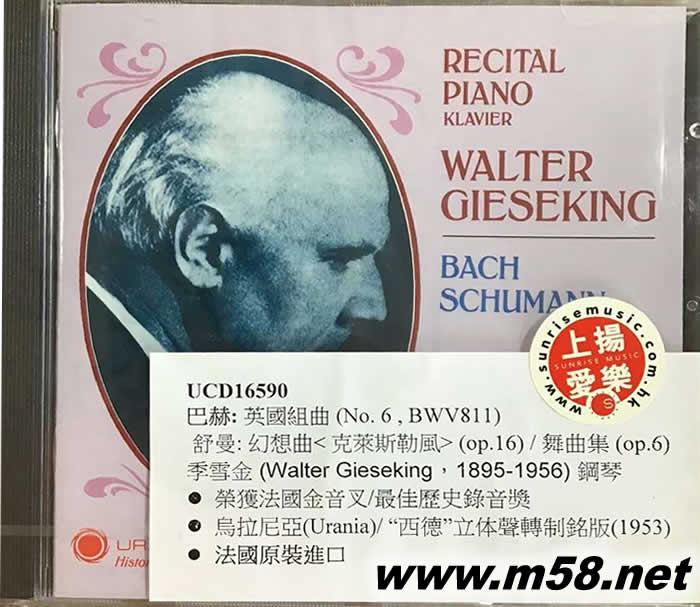 RECITAL
PIANO
KLAVIER
WALTER
GIESEKING
BACH
SCHUMANN
www.sunrisemusic.com.hk
上揚
SUNRISE MUSIC
愛樂
S
UCD16590
巴赫: 英國組曲 (No. 6 , BWV811)
舒曼: 幻想曲< 克萊斯勒風> (op.16) / 舞曲集 (op.6)
季雪金 (Walter Gieseking，1895-1956) 鋼琴
● 榮獲法國金音叉/最佳歷史錄音獎
● 烏拉尼亞(Urania)/ “西德”立体聲轉制銘版(1953)
● 法國原裝進口
www.m58.net